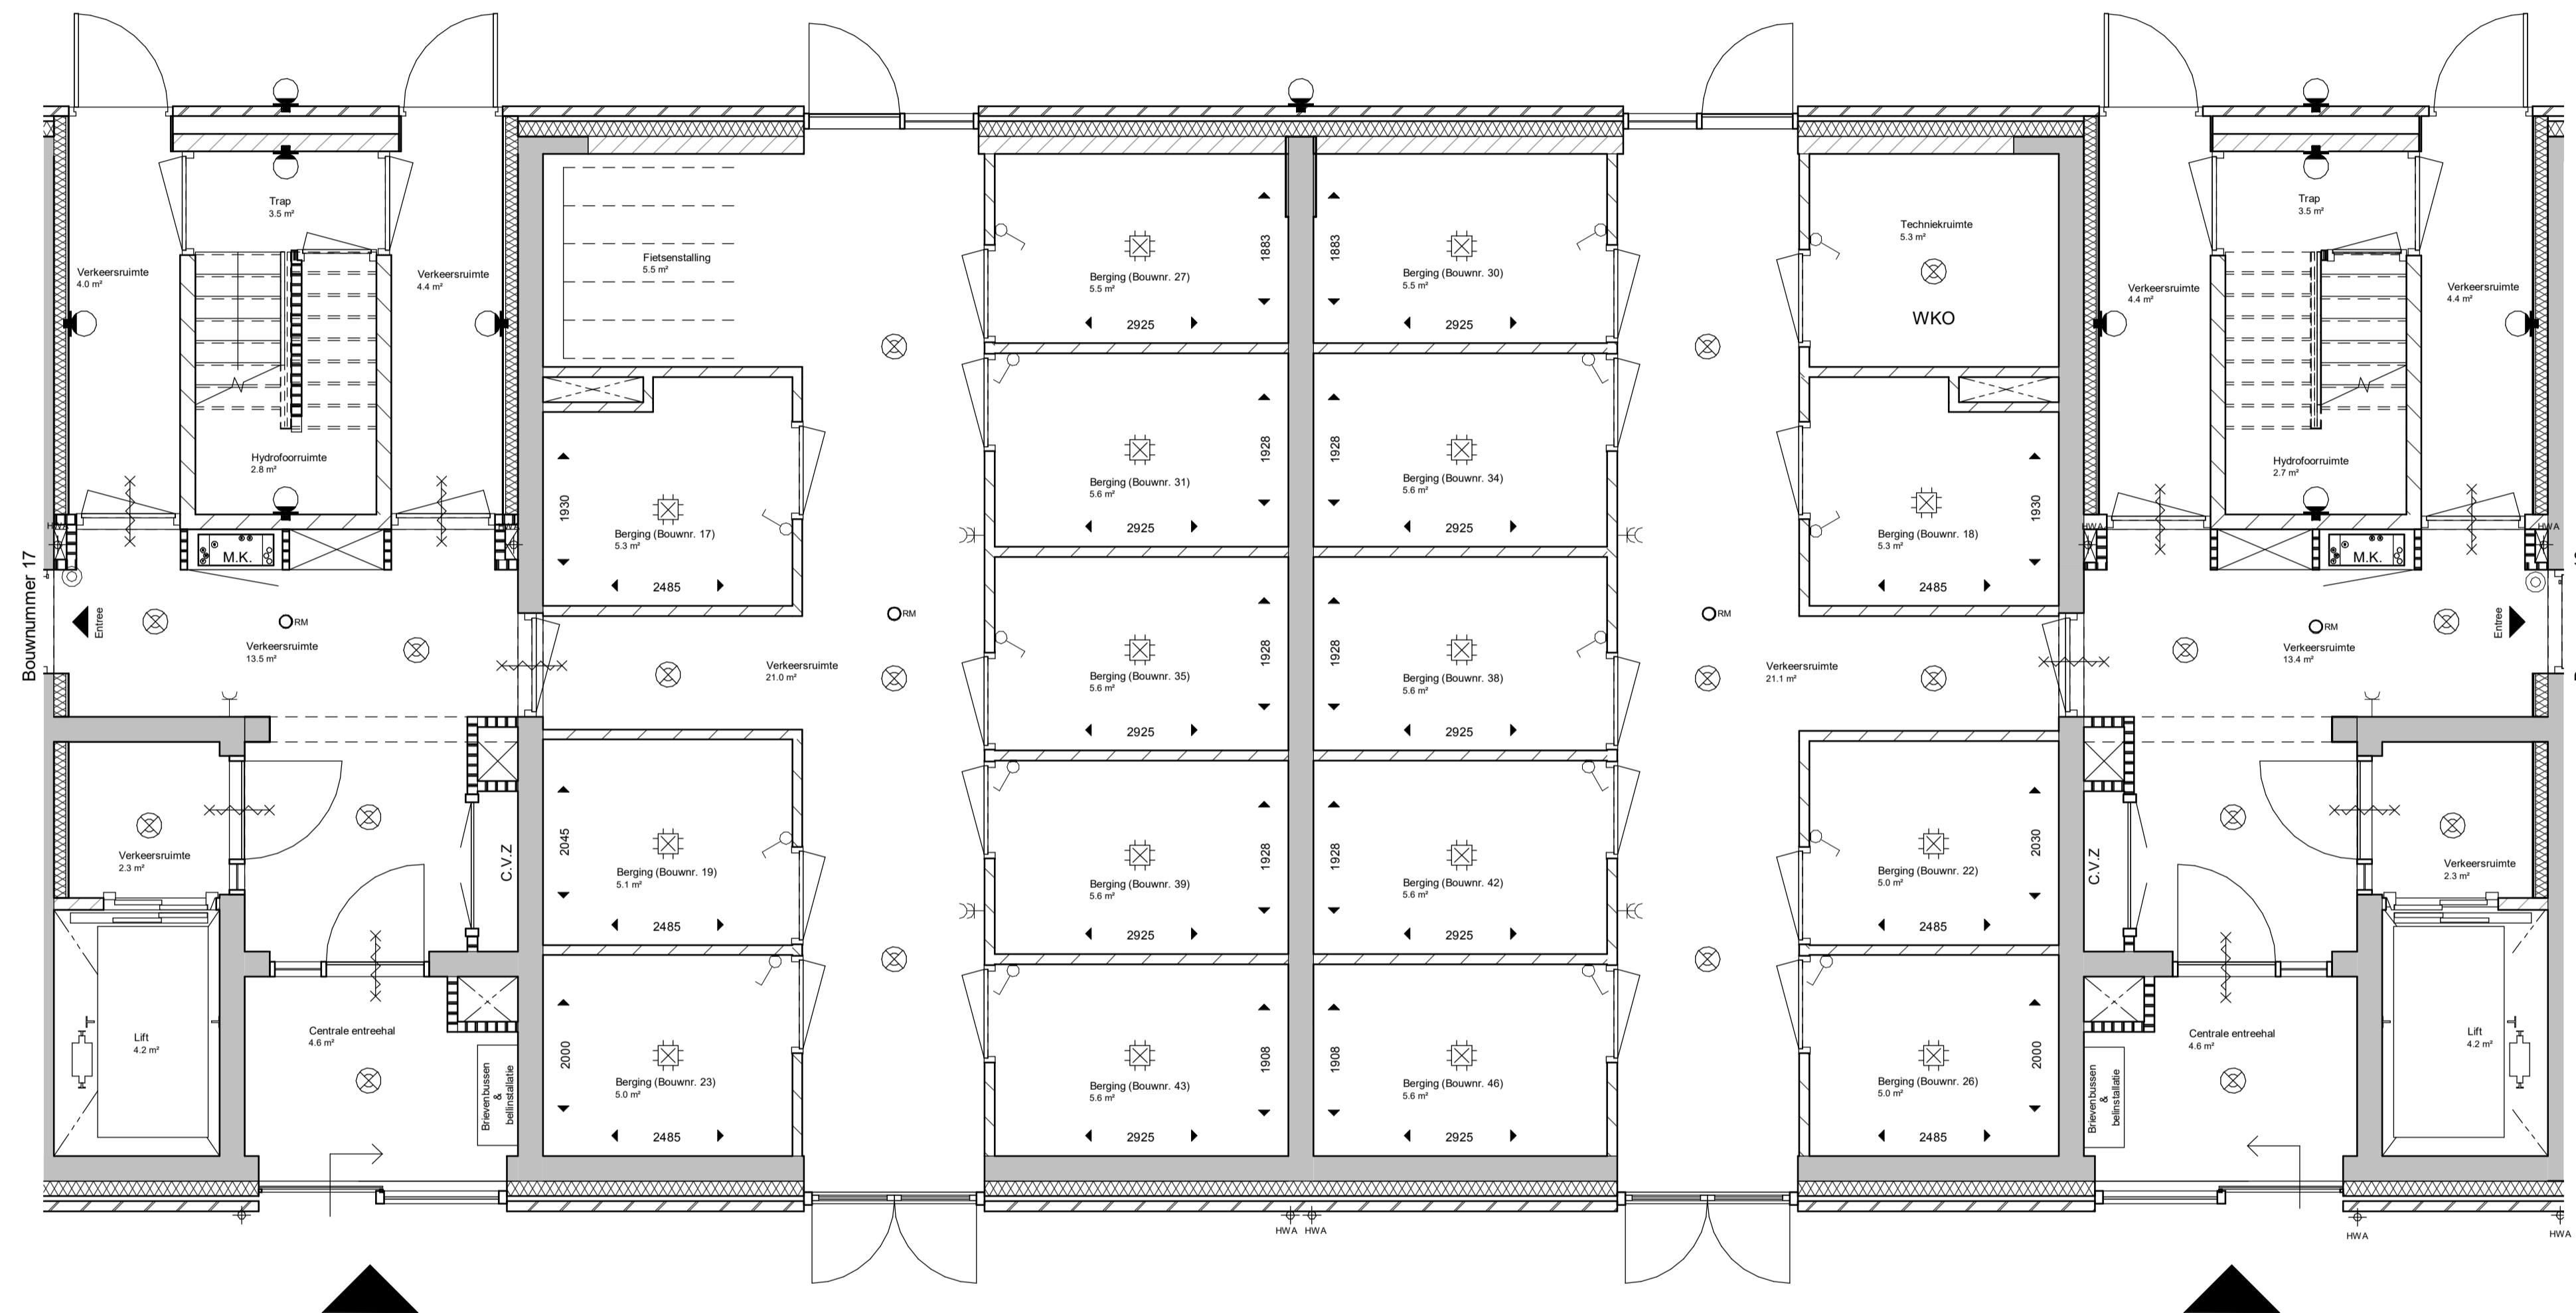 Trap
3.5 m²
Verkeersruimte
4.0 m²
Verkeersruimte
4.4 m²
Hydrofoorruimte
2.8 m²
HWA
M.K.
Bouwnummer 17
Entree
RM
Verkeersruimte
13.5 m²
Verkeersruimte
2.3 m²
C.V.Z
Lift
4.2 m²
Centrale entreehal
4.6 m²
Brievenbussen
&
bellinstallatie
Fietsenstalling
5.5 m²
1930
Berging (Bouwnr. 17)
5.3 m²
2485
RM
Verkeersruimte
21.0 m²
2045
Berging (Bouwnr. 19)
5.1 m²
2485
2000
Berging (Bouwnr. 23)
5.0 m²
2485
Berging (Bouwnr. 27)
5.5 m²
1883
2925
Berging (Bouwnr. 31)
5.6 m²
1928
2925
Berging (Bouwnr. 35)
5.6 m²
1928
2925
Berging (Bouwnr. 39)
5.6 m²
1928
2925
Berging (Bouwnr. 43)
5.6 m²
1908
2925
1883
Berging (Bouwnr. 30)
5.5 m²
2925
1928
Berging (Bouwnr. 34)
5.6 m²
2925
1928
Berging (Bouwnr. 38)
5.6 m²
2925
1928
Berging (Bouwnr. 42)
5.6 m²
2925
1908
Berging (Bouwnr. 46)
5.6 m²
2925
HWA HWA
Techniekruimte
5.3 m²
WKO
Berging (Bouwnr. 18)
5.3 m²
1930
2485
RM
Verkeersruimte
21.1 m²
Berging (Bouwnr. 22)
5.0 m²
2030
2485
Berging (Bouwnr. 26)
5.0 m²
2000
2485
Trap
3.5 m²
Verkeersruimte
4.4 m²
Verkeersruimte
4.4 m²
Hydrofoorruimte
2.7 m²
HWA
HWA
M.K.
RM
Entree
Verkeersruimte
13.4 m²
C.V.Z
Verkeersruimte
2.3 m²
Centrale entreehal
4.6 m²
Lift
4.2 m²
Brievenbussen
&
belinstallatie
HWA
HWA